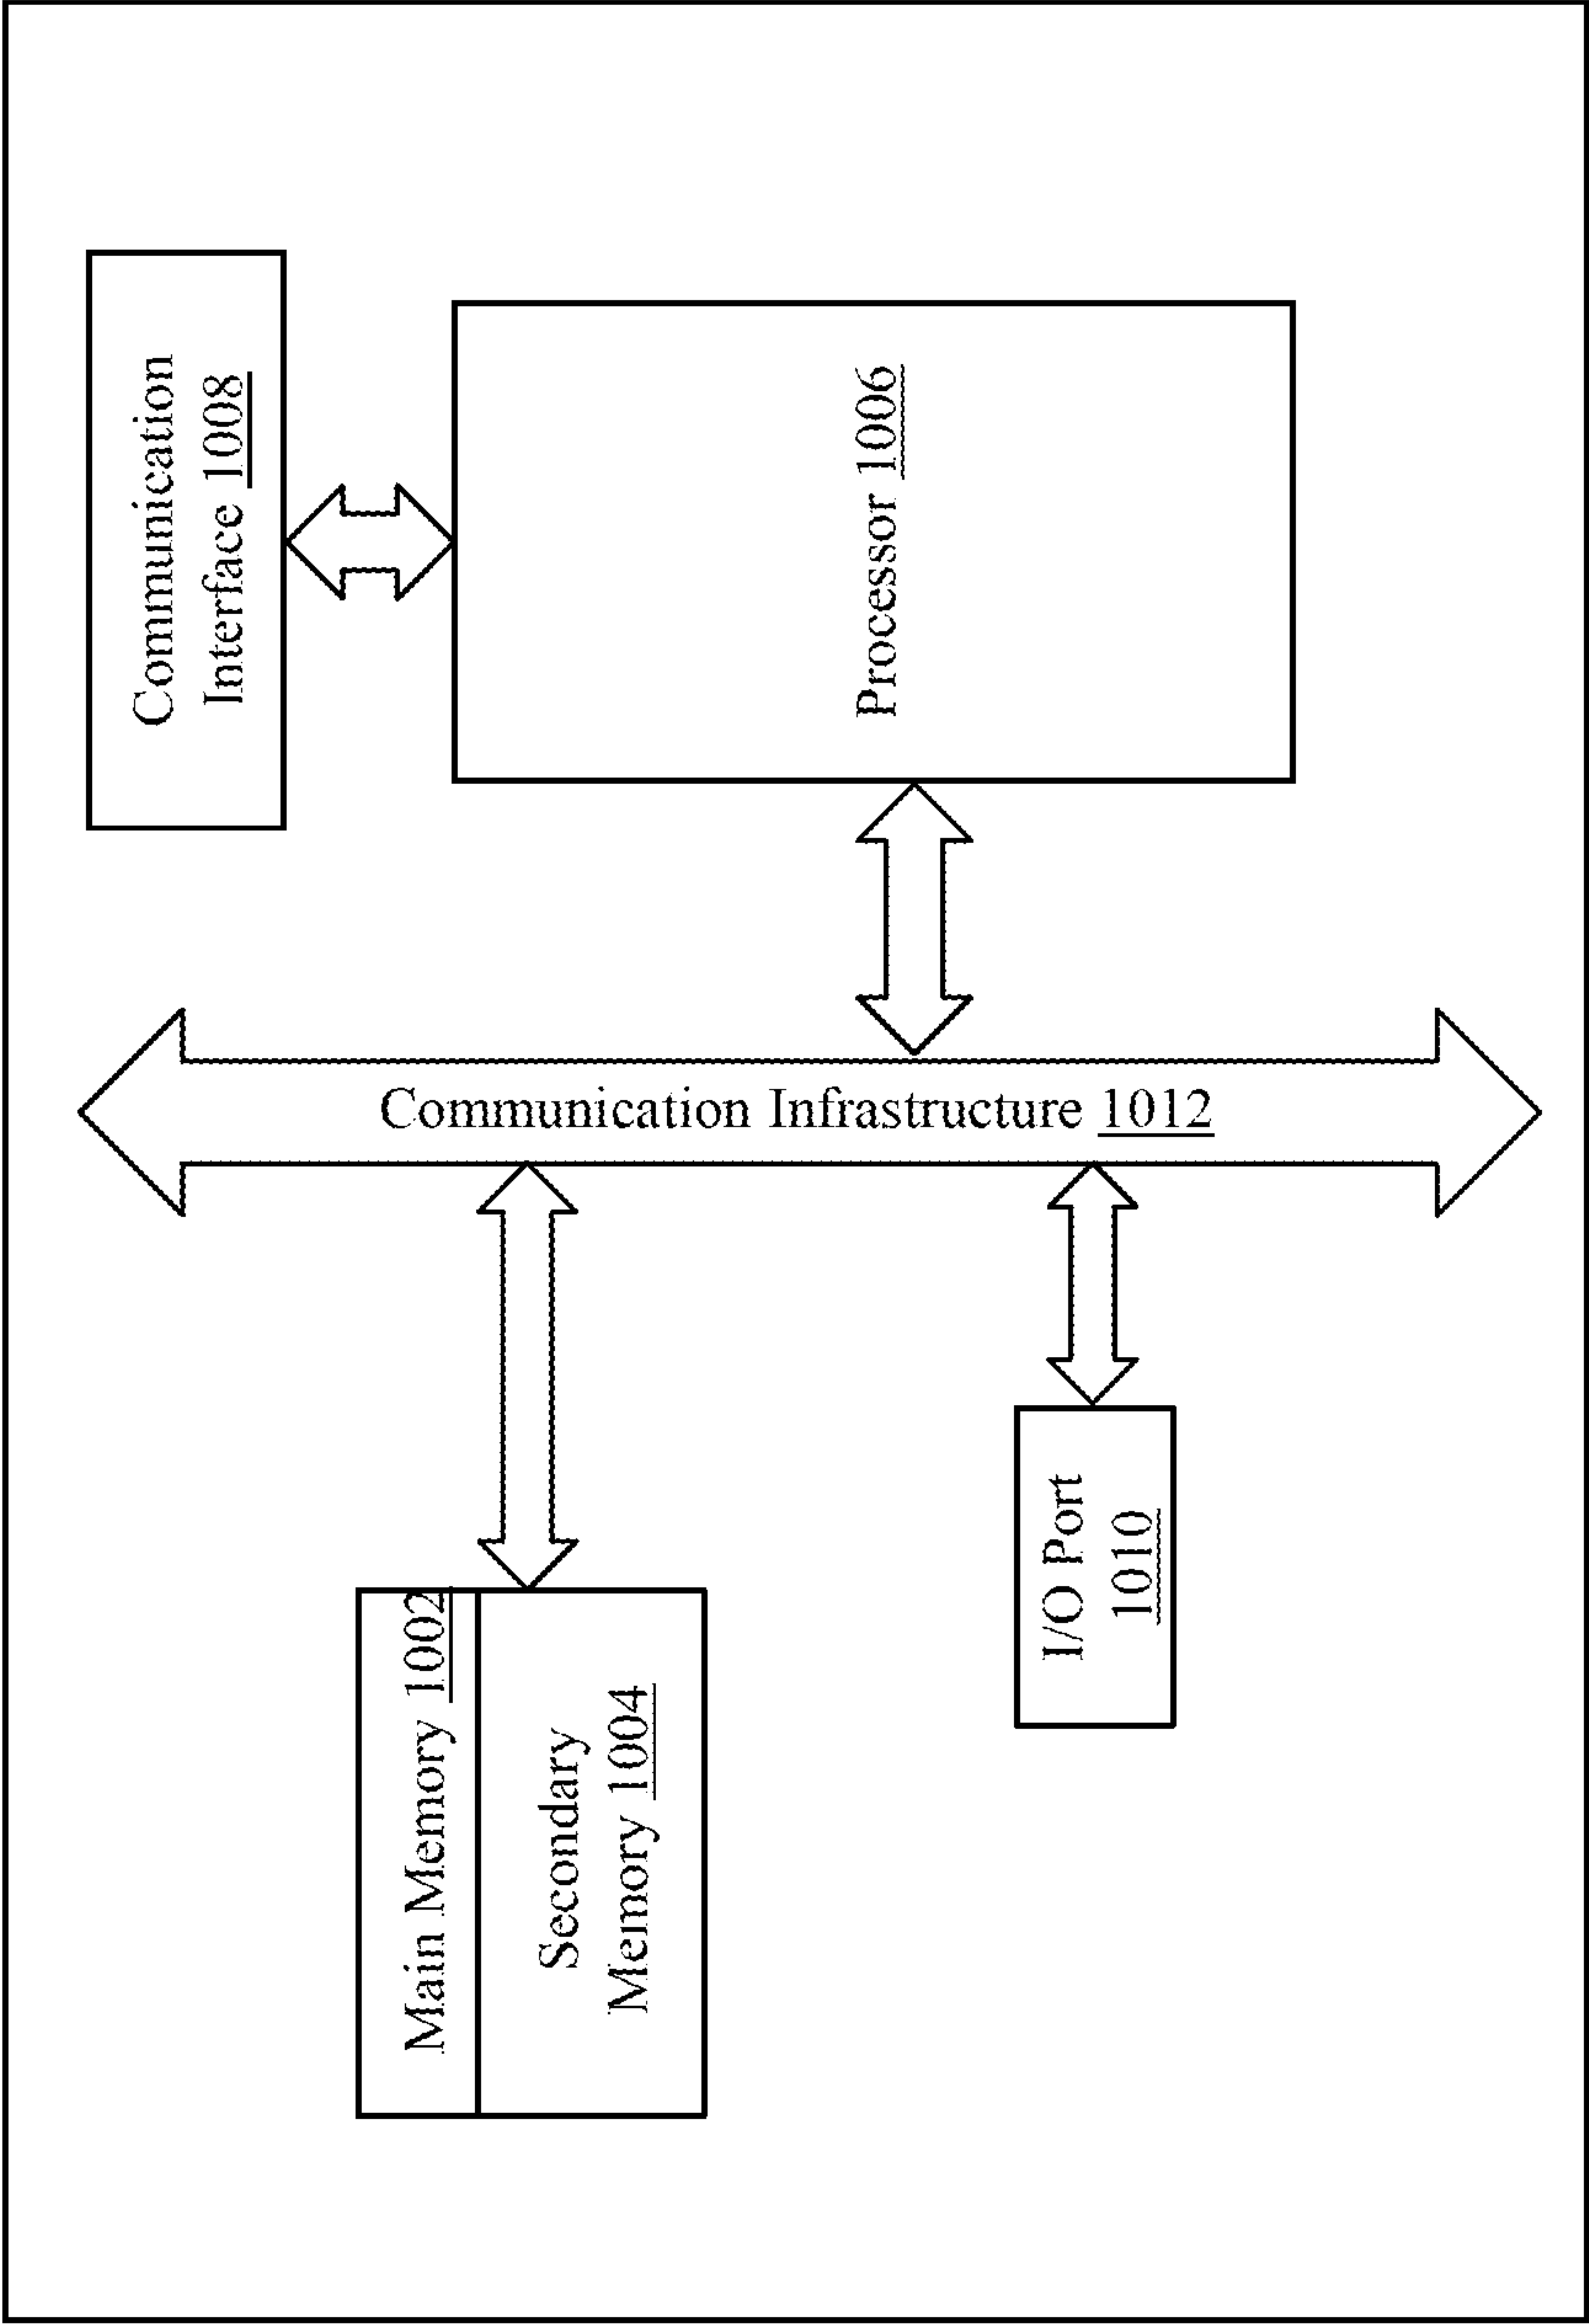 Communication
Interface 1008
Processor 1006
Communication Infrastructure 1012
Main Memory 1002
Secondary
Memory 1004
I/O Port
1010